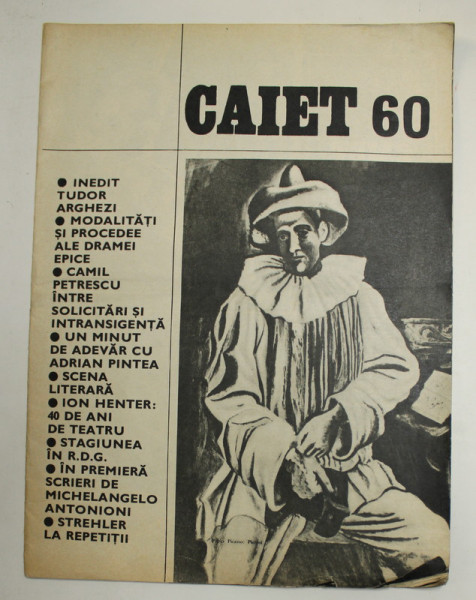 CAIET 60
● INEDIT
TUDOR
ARGHEZI
● MODALITĂȚI
ȘI PROCEDEE
ALE DRAMEI
EPICE
● CAMIL
PETRESCU
ÎNTRE
SOLICITĂRI ȘI
INTRANSIGENȚĂ
● UN MINUT
DE ADEVĂR CU
ADRIAN PINTEA
● SCENA
LITERARĂ
● ION HENTER:
40 DE ANI
DE TEATRU
● STAGIUNEA
ÎN R.D.G.
● ÎN PREMIERĂ
SCRIERI DE
MICHELANGELO
ANTONIONI
● STREHLER
LA REPETIȚII
Picasso: Pierrot